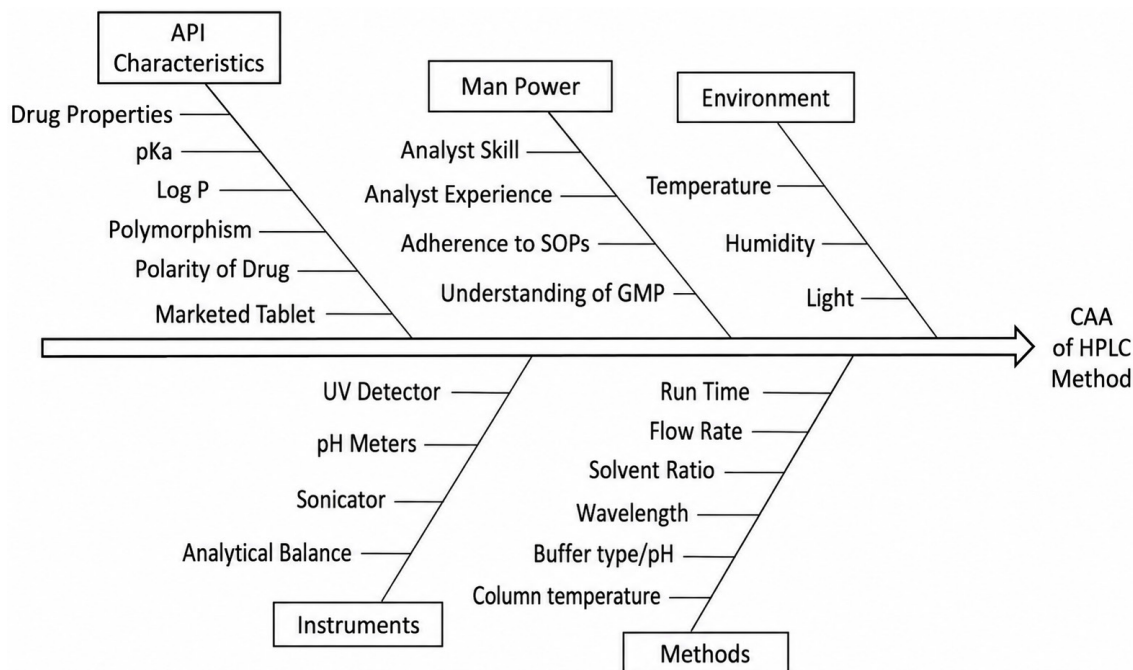 API
Characteristics
Drug Properties
pKa
Log P
Polymorphism
Polarity of Drug
Marketed Tablet
Man Power
Analyst Skill
Analyst Experience
Adherence to SOPs
Understanding of GMP
Environment
Temperature
Humidity
Light
CAA
of HPLC
Method
UV Detector
pH Meters
Sonicator
Analytical Balance
Instruments
Run Time
Flow Rate
Solvent Ratio
Wavelength
Buffer type/pH
Column temperature
Methods